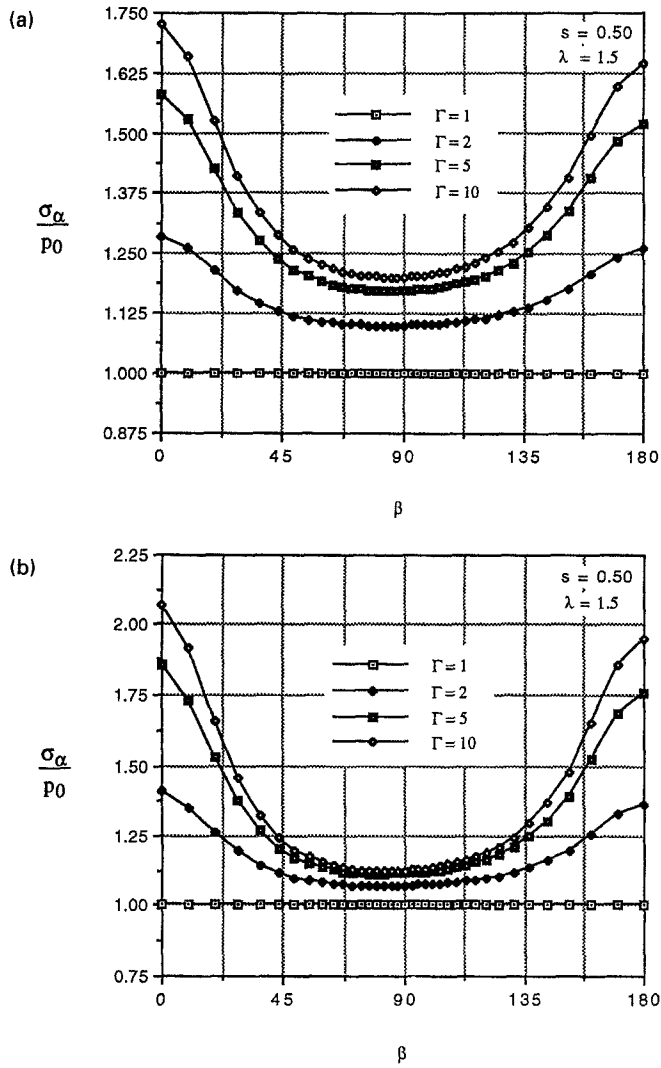 (a)
1.750
1.625
1.500
1.375
1.250
1.125
1.000
0.875
σα
p0
s = 0.50
λ = 1.5
Γ = 1
Γ = 2
Γ = 5
Γ = 10
0 45 90 135 180
β
(b)
2.25
2.00
1.75
1.50
1.25
1.00
0.75
σα
p0
s = 0.50
λ = 1.5
Γ = 1
Γ = 2
Γ = 5
Γ = 10
0 45 90 135 180
β